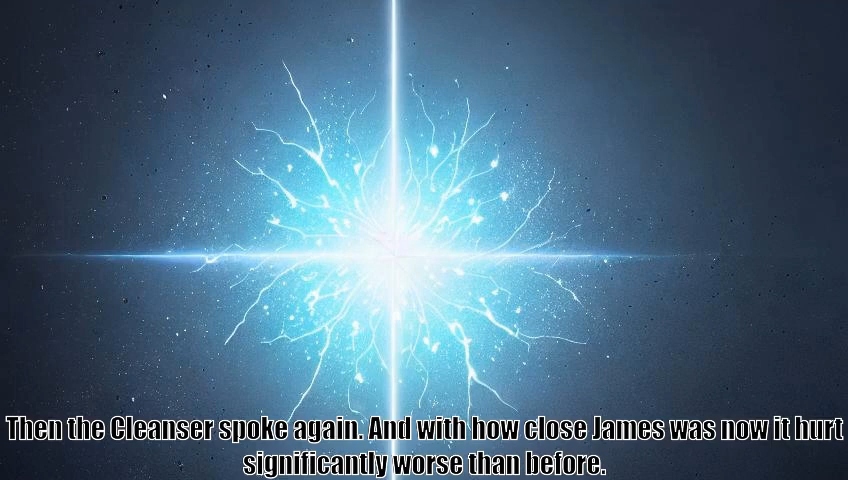 Then the Cleanser spoke again. And with how close James was now it hurt
significantly worse than before.